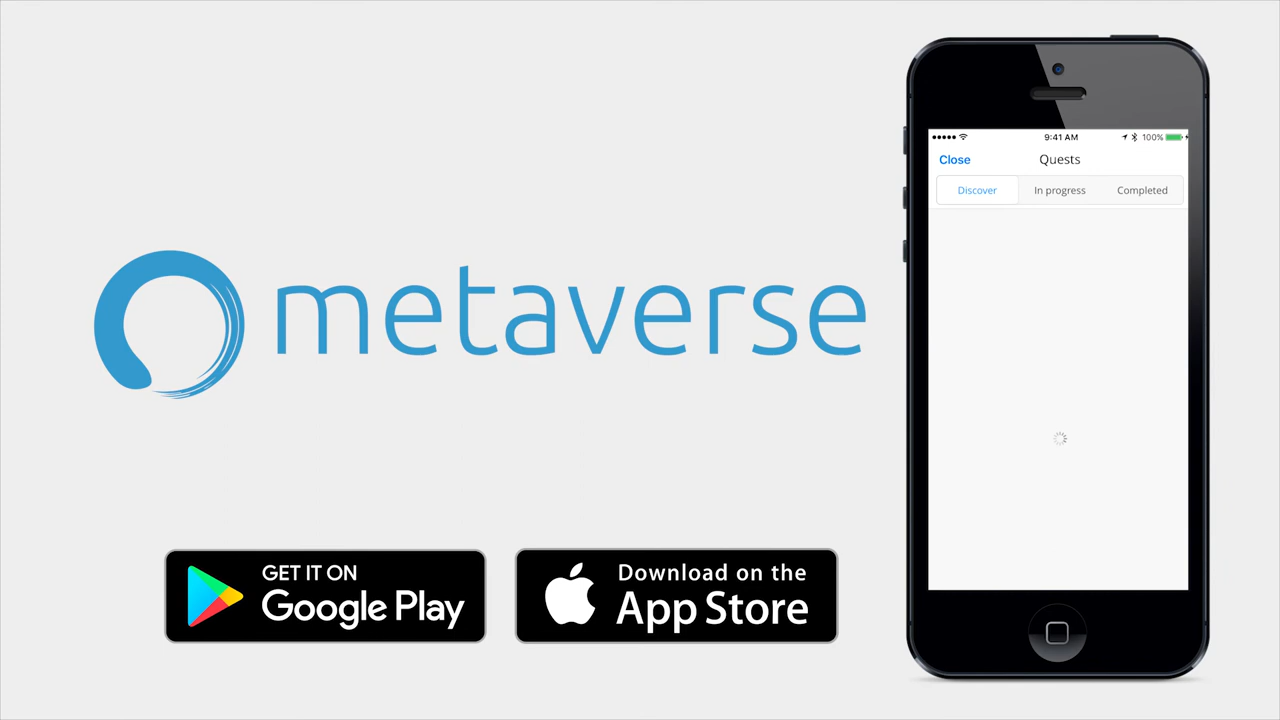 metaverse
GET IT ON
Google Play
Download on the
App Store
9:41 AM
100%
Close
Quests
Discover
In progress
Completed